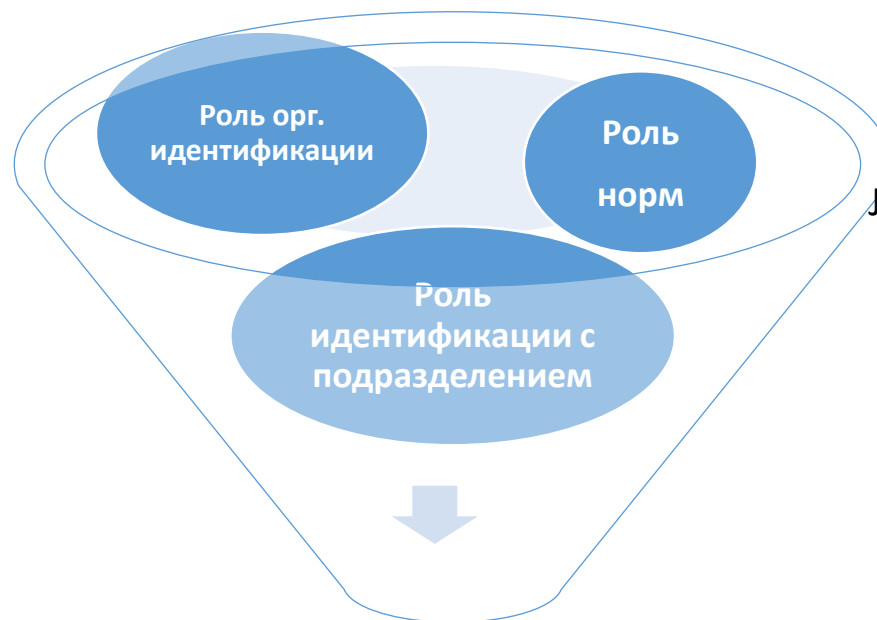 Роль орг.
идентификации
Роль
норм
Роль
идентификации с
подразделением